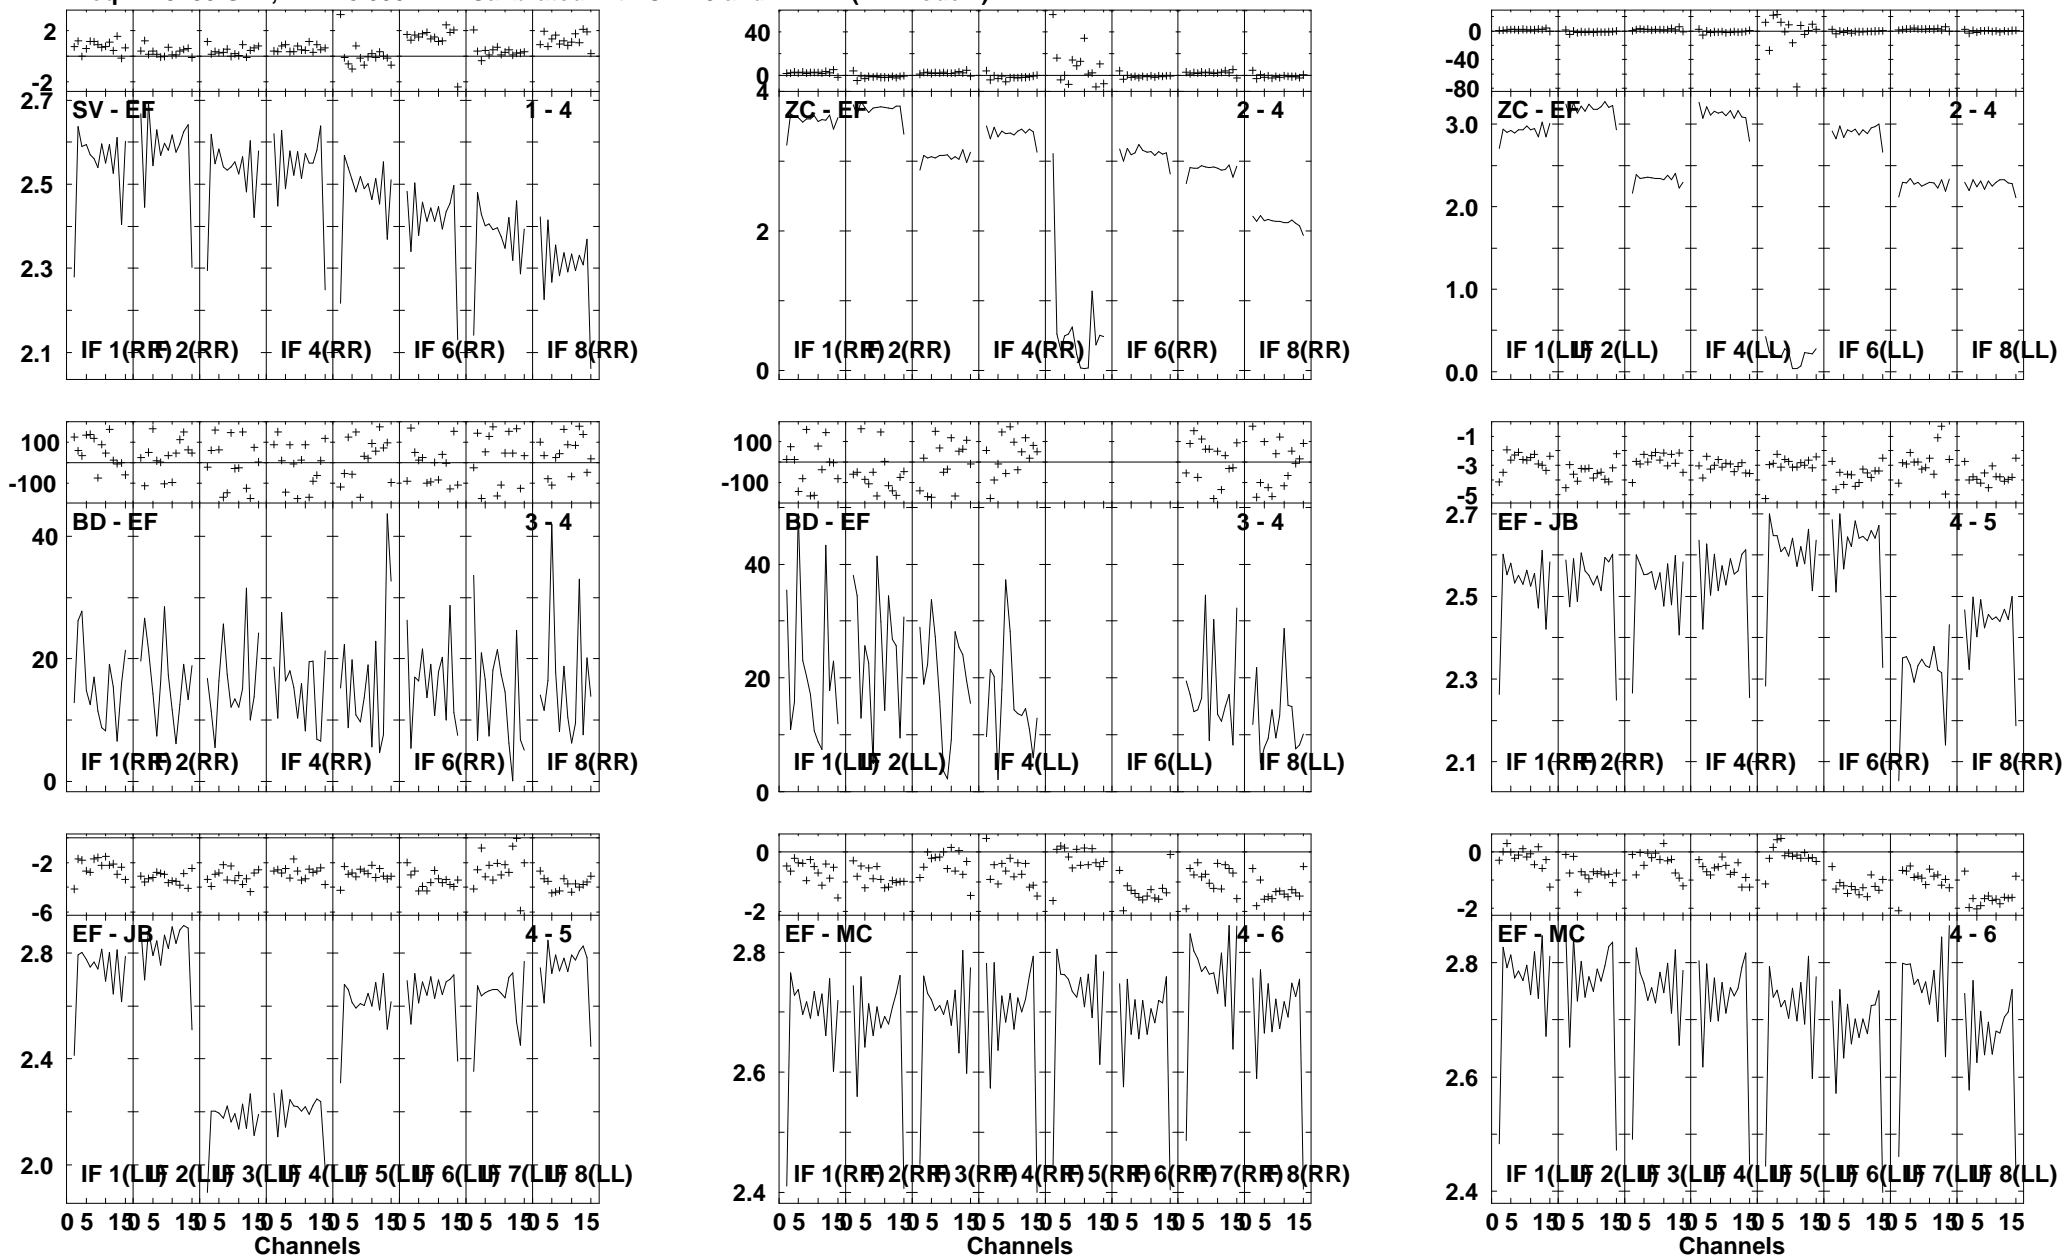 2 40 0
-2 0 -40
-80
2.7 SV - EF 1 - 4
4 ZC - EF 2 - 4
ZC - EF 2 - 4
3.0
2.5
2 2.0
2.3
1.0
2.1 IF 1(RR) IF 2(RR) IF 4(RR) IF 6(RR) IF 8(RR)
0 IF 1(RR) IF 2(RR) IF 4(RR) IF 6(RR) IF 8(RR)
0.0 IF 1(LL) IF 2(LL) IF 4(LL) IF 6(LL) IF 8(LL)
100 100 -1
-3
-100 -100 -5
BD - EF 3 - 4
BD - EF 3 - 4
2.7 EF - JB 4 - 5
40 40
2.5
20 20 2.3
IF 1(RR) IF 2(RR) IF 4(RR) IF 6(RR) IF 8(RR)
IF 1(LL) IF 2(LL) IF 4(LL) IF 6(LL) IF 8(LL)
2.1 IF 1(RR) IF 2(RR) IF 4(RR) IF 6(RR) IF 8(RR)
0 0
-2 0 0
-6 -2 -2
EF - JB 4 - 5
EF - MC 4 - 6
EF - MC 4 - 6
2.8 2.8 2.8
2.4 2.6 2.6
2.0 IF 1(LL) IF 2(LL) IF 3(LL) IF 4(LL) IF 5(LL) IF 6(LL) IF 7(LL) IF 8(LL)
IF 1(RR) IF 2(RR) IF 3(RR) IF 4(RR) IF 5(RR) IF 6(RR) IF 7(RR) IF 8(RR)
IF 1(LL) IF 2(LL) IF 3(LL) IF 4(LL) IF 5(LL) IF 6(LL) IF 7(LL) IF 8(LL)
2.4 2.4
0 5 15 0 5 15 0 5 15 0 5 15 0 5 15 0 5 15 0 5 15 0 5 15
0 5 15 0 5 15 0 5 15 0 5 15 0 5 15 0 5 15 0 5 15 0 5 15
0 5 15 0 5 15 0 5 15 0 5 15 0 5 15 0 5 15 0 5 15 0 5 15
Channels Channels Channels